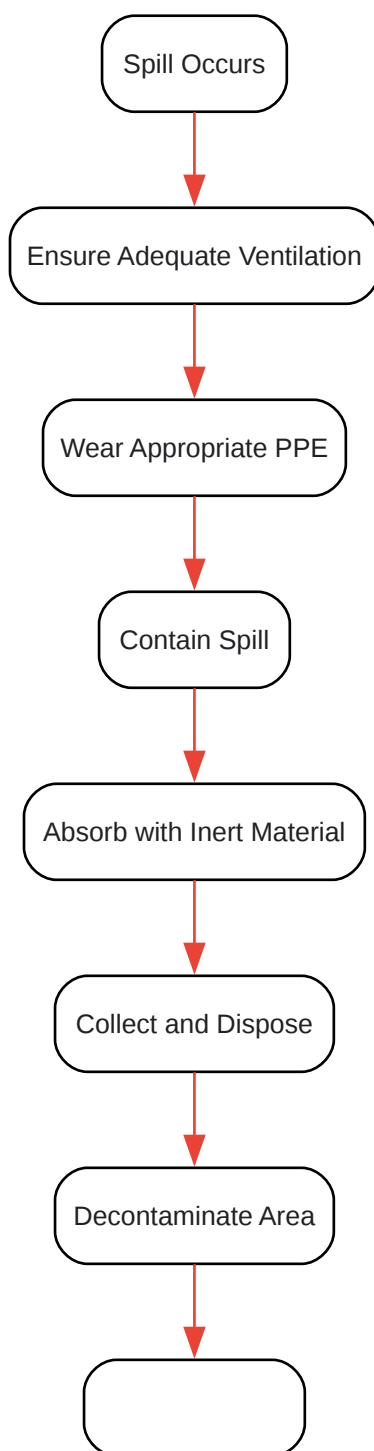 Spill Occurs
Ensure Adequate Ventilation
Wear Appropriate PPE
Contain Spill
Absorb with Inert Material
Collect and Dispose
Decontaminate Area